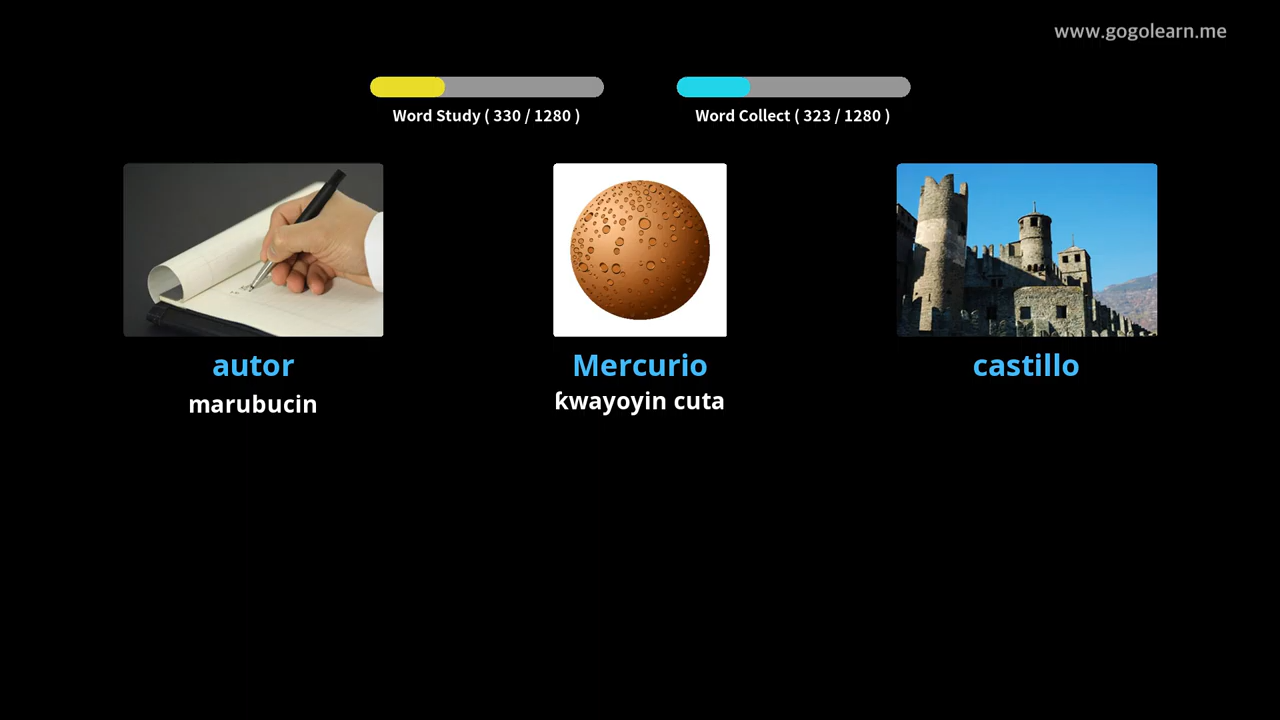 www.gogolearn.me
Word Study ( 330 / 1280 )
Word Collect ( 323 / 1280 )
autor
Mercurio
castillo
marubucin
ƙwayoyin cuta